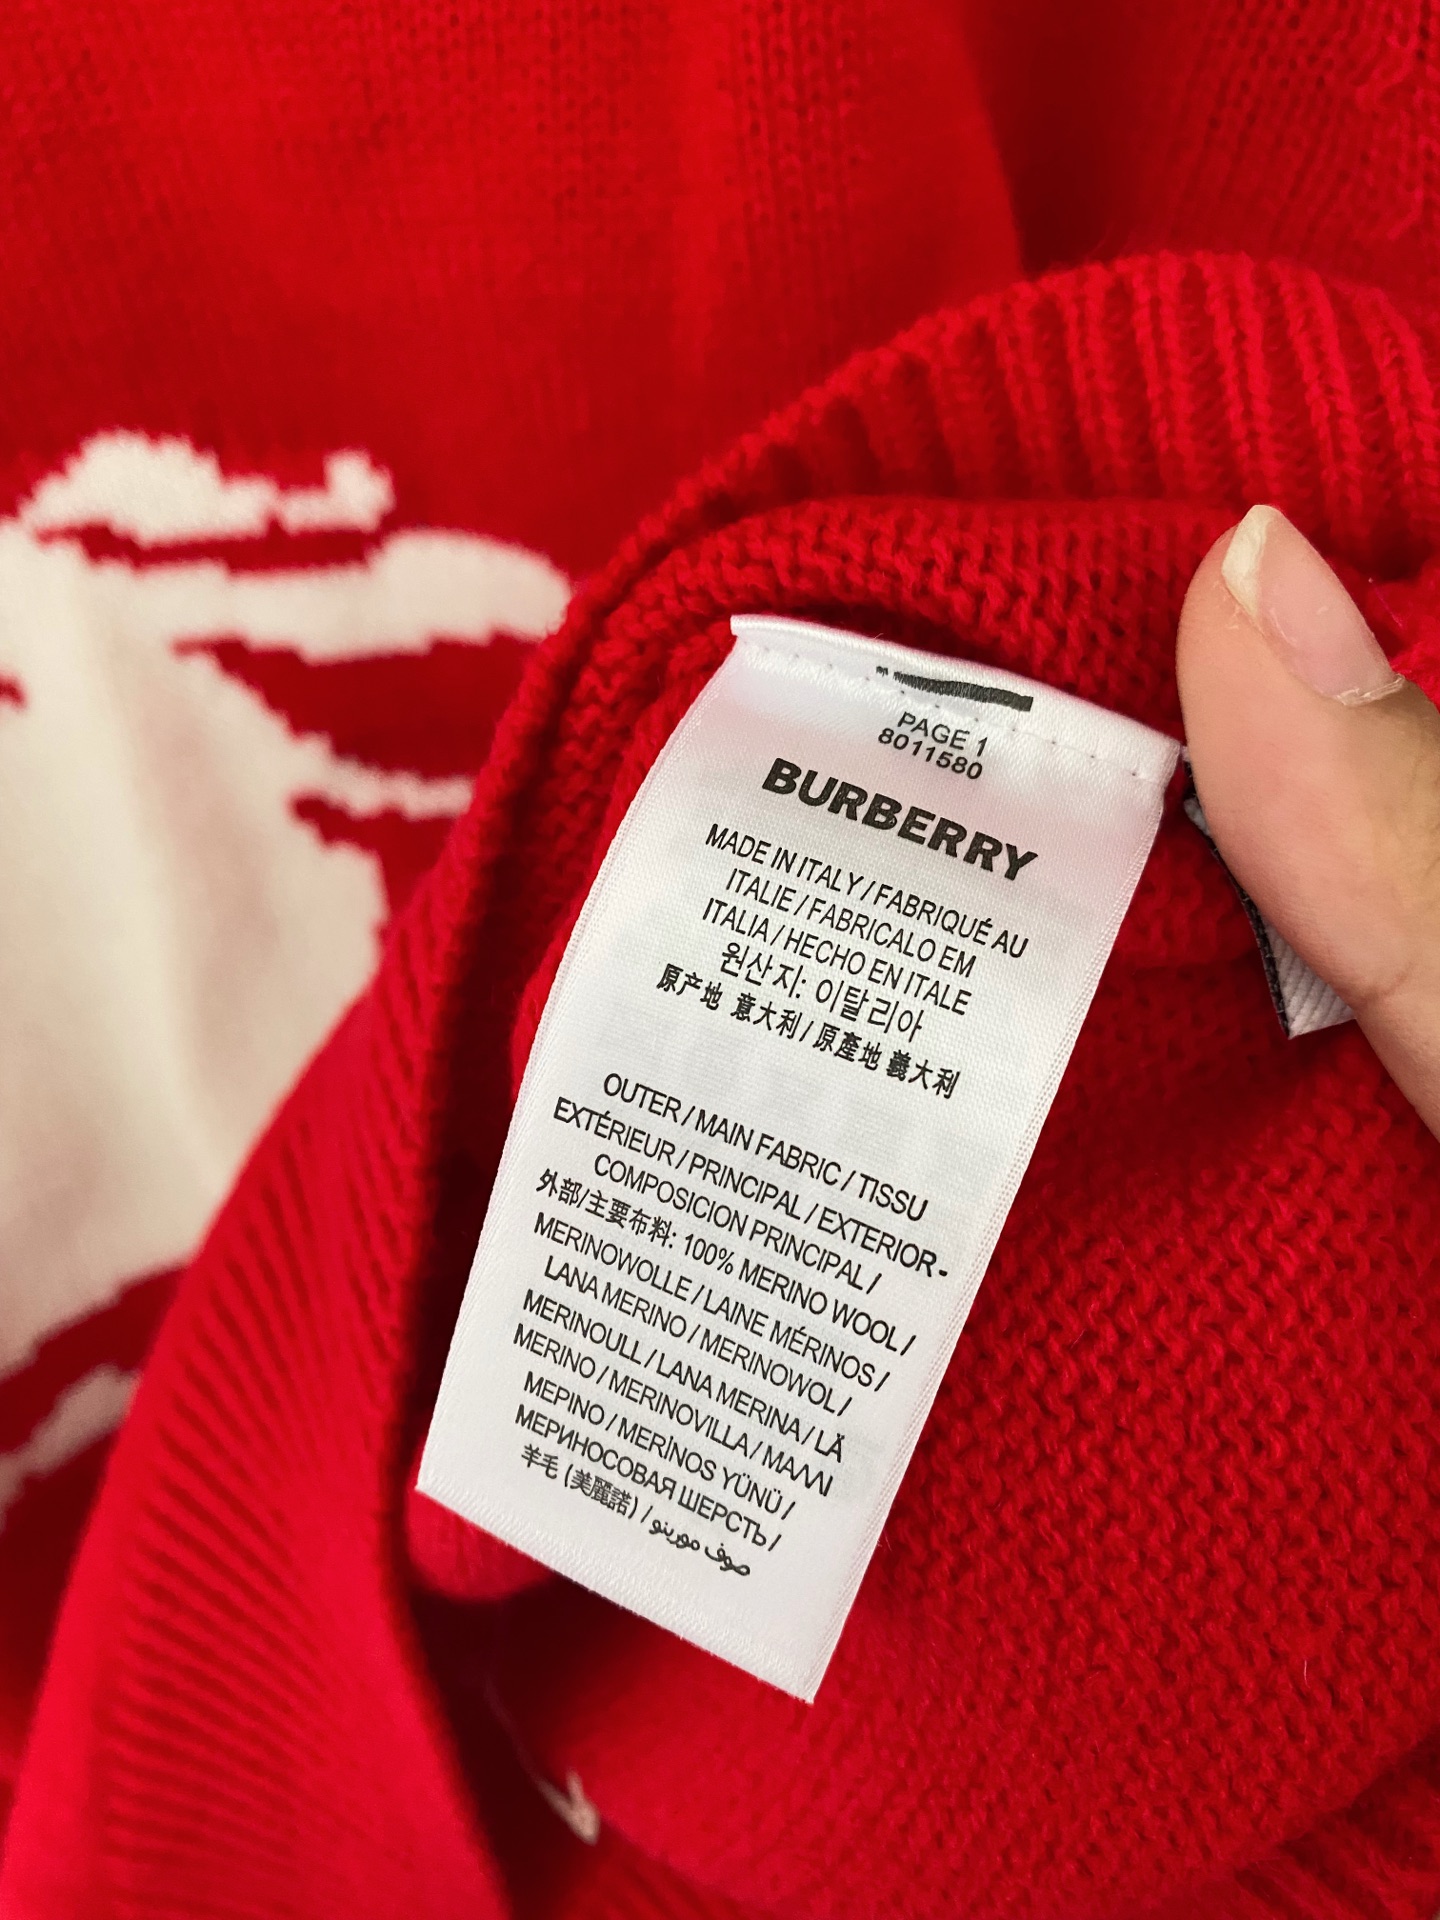 PAGE 1
8011580
BURBERRY
MADE IN ITALY / FABRIQUÉ AU
ITALIE / FABRICALO EM
ITALIA / HECHO EN ITALE
원산지: 이탈리아
原产地 意大利 / 原產地 義大利
OUTER / MAIN FABRIC / TISSU
EXTÉRIEUR / PRINCIPAL / EXTERIOR-
COMPOSICION PRINCIPAL /
外部/主要布料: 100% MERINO WOOL /
MERINOWOLLE / LAINE MÉRINOS /
LANA MERINO / MERINOWOL /
MERINOULL / LANA MERINA / LÄ
MERINO / MERINOVILLA / ΜΑΛΛΙ
ΜΕΡΙΝΟ / MERİNOS YÜNÜ /
МЕРИНОСОВАЯ ШЕРСТЬ /
羊毛 (美麗諾) / صوف مورينو